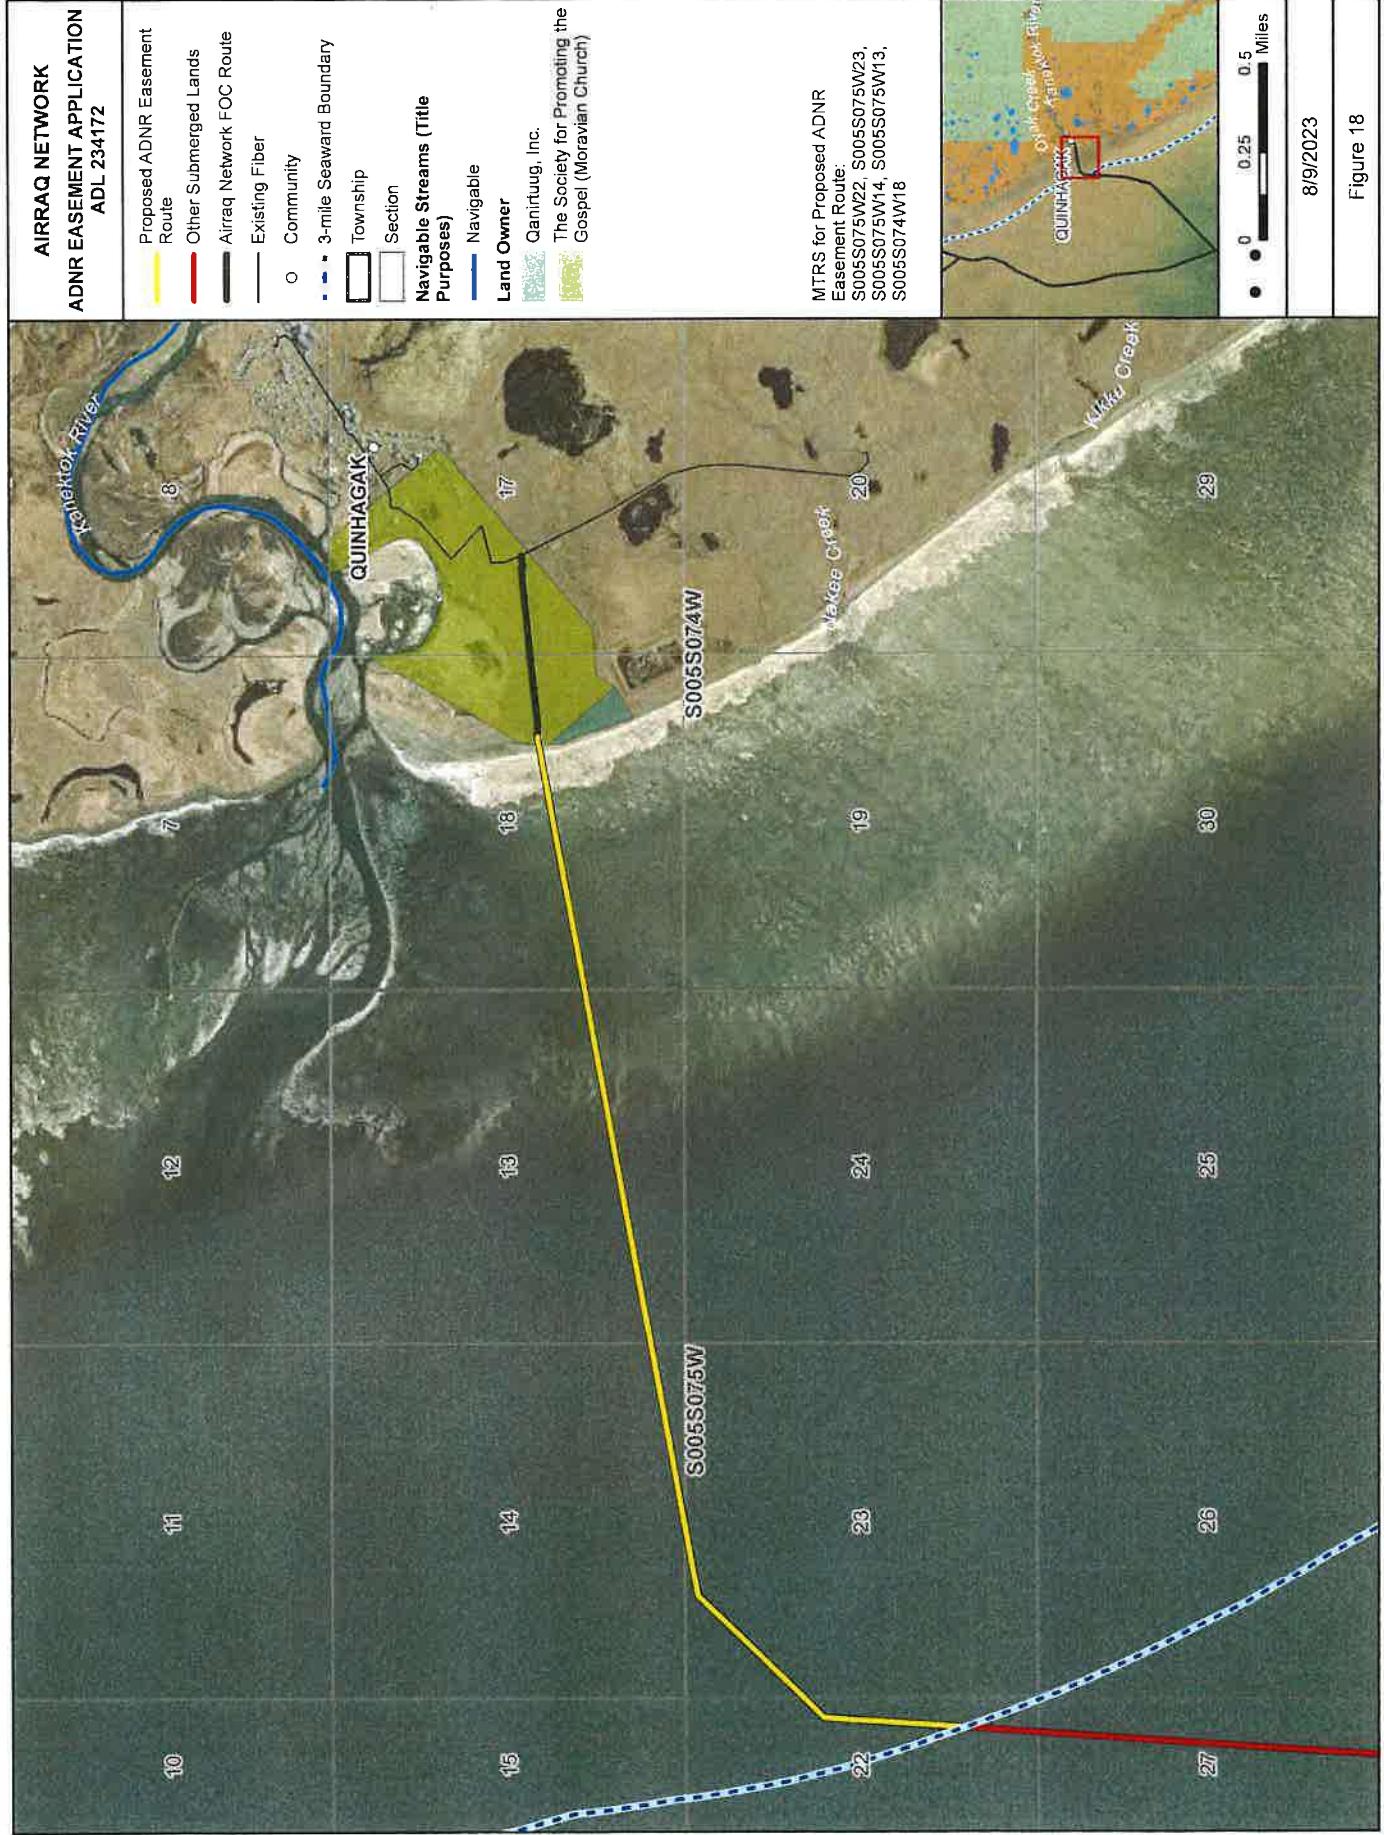 AIRRAQ NETWORK
ADNR EASEMENT APPLICATION
ADL 234172
Proposed ADNR Easement
Route
Other Submerged Lands
Airraq Network FOC Route
Existing Fiber
Community
3-mile Seaward Boundary
Township
Section
Navigable Streams (Title
Purposes)
Navigable
Land Owner
Qanirtuuq, Inc.
The Society for Promoting the
Gospel (Moravian Church)
MTRS for Proposed ADNR
Easement Route:
S005S075W22, S005S075W23,
S005S075W14, S005S075W13,
S005S074W18
QUINHAGAK
Oyak Creek
River
0 0.25 0.5
Miles
8/9/2023
Figure 18
Kanektok River
10 11 12 7 8
QUINHAGAK
15 14 13 18 17
S005S075W
S005S074W
Jakee Creek
22 23 24 19 20
Kikku Creek
27 26 25 30 29